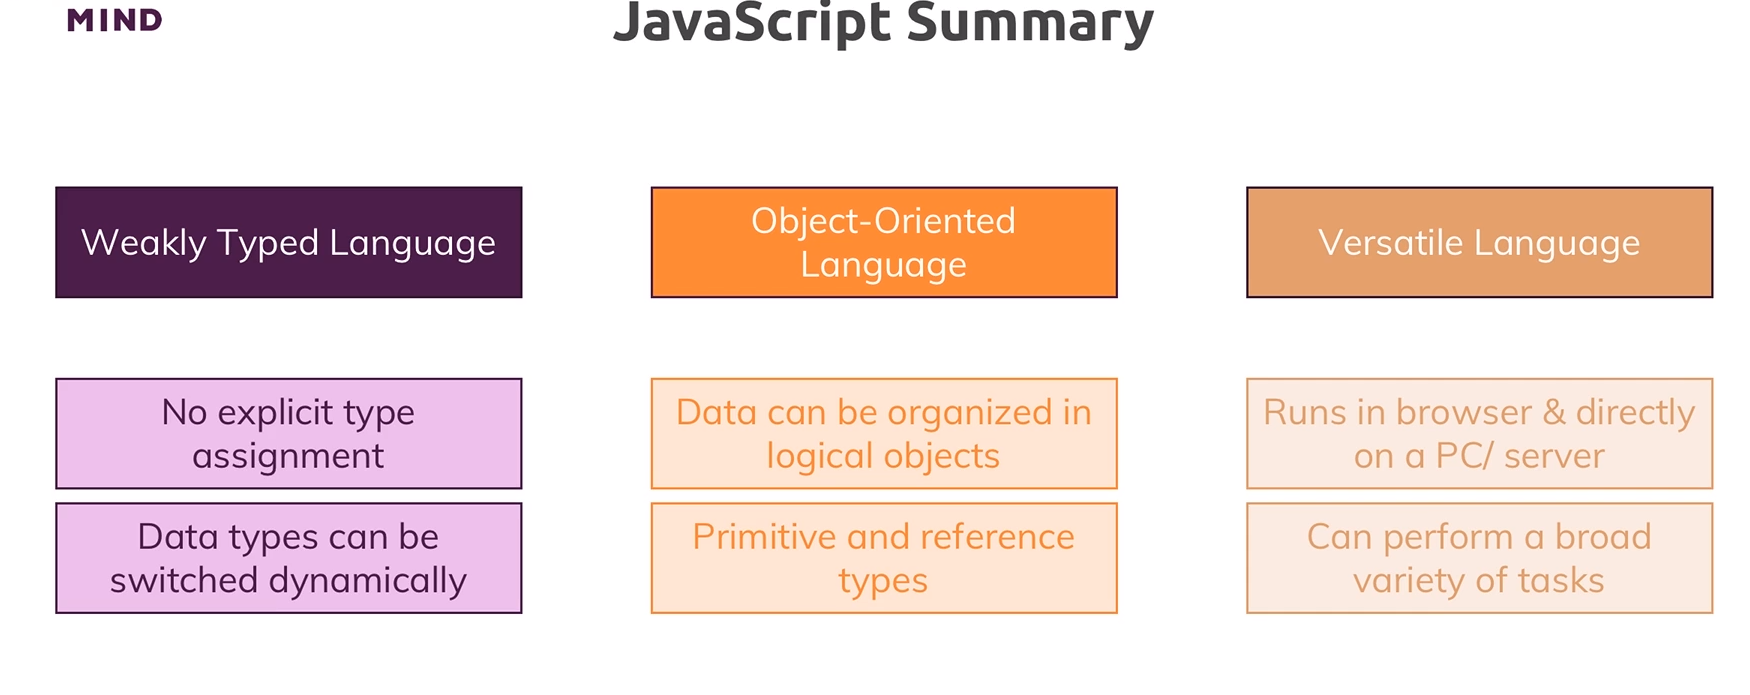 MIND
JavaScript Summary
Weakly Typed Language
Object-Oriented
Language
Versatile Language
No explicit type
assignment
Data can be organized in
logical objects
Runs in browser & directly
on a PC/ server
Data types can be
switched dynamically
Primitive and reference
types
Can perform a broad
variety of tasks